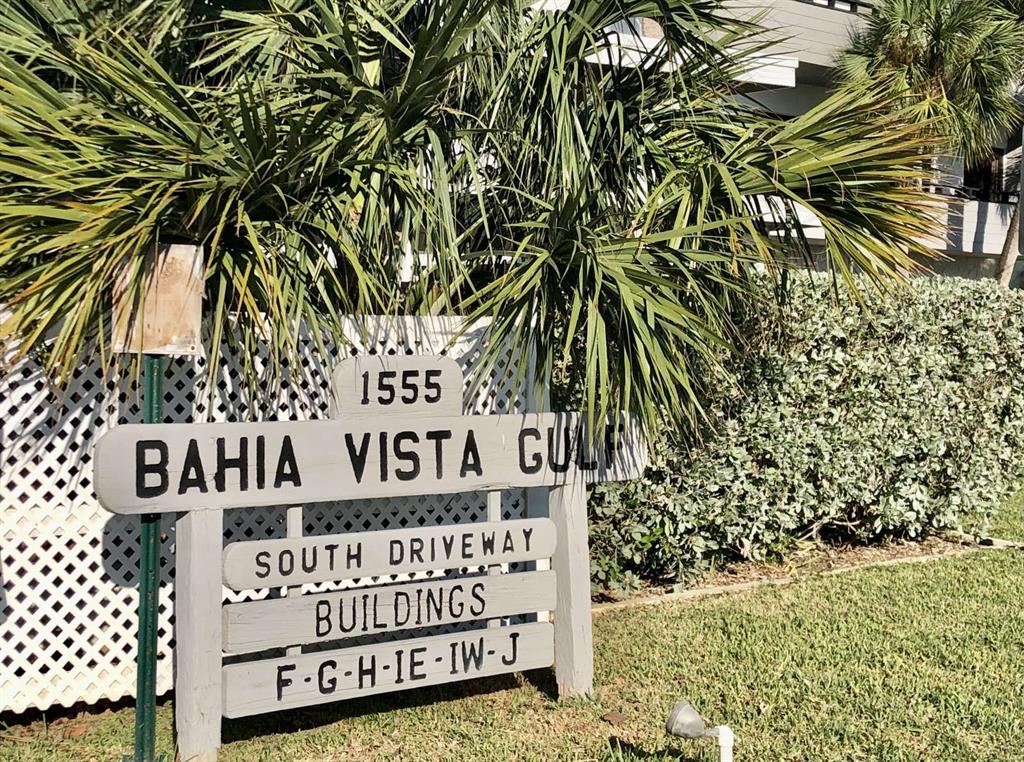 1555
BAHIA VISTA GULF
SOUTH DRIVEWAY
BUILDINGS
F-G-H-IE-IW-J